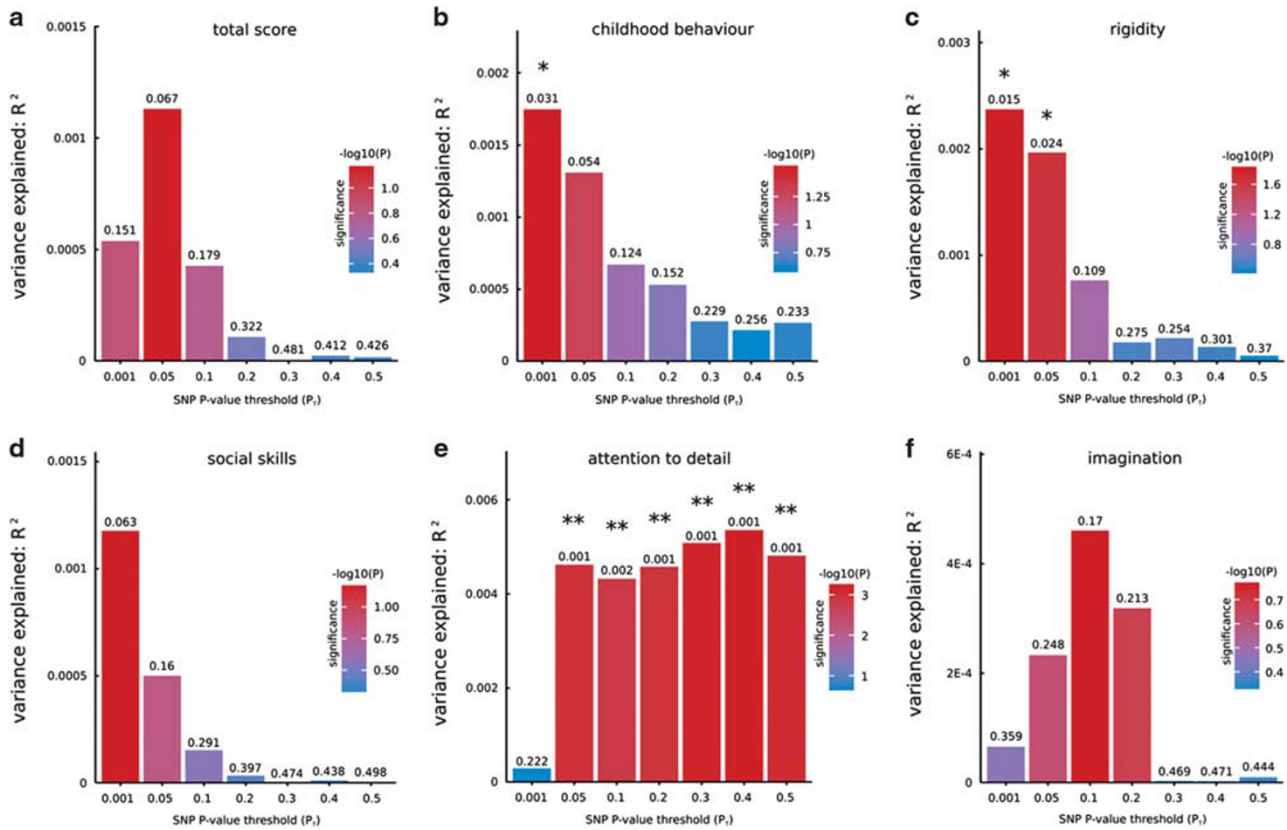 a
total score
variance explained: R²
0.0015
0.001
0.0005
0
0.151
0.067
0.179
0.322
0.481
0.412
0.426
-log10(P)
significance
1.0
0.8
0.6
0.4
0.001 0.05 0.1 0.2 0.3 0.4 0.5
SNP P-value threshold (P_T)
b
childhood behaviour
variance explained: R²
0.002
0.0015
0.001
0.0005
0
*
0.031
0.054
0.124
0.152
0.229
0.256
0.233
-log10(P)
significance
1.25
1
0.75
0.001 0.05 0.1 0.2 0.3 0.4 0.5
SNP P-value threshold (P_T)
c
rigidity
variance explained: R²
0.003
0.002
0.001
0
*
0.015
*
0.024
0.109
0.275
0.254
0.301
0.37
-log10(P)
significance
1.6
1.2
0.8
0.001 0.05 0.1 0.2 0.3 0.4 0.5
SNP P-value threshold (P_T)
d
social skills
variance explained: R²
0.0015
0.001
0.0005
0
0.063
0.16
0.291
0.397
0.474
0.438
0.498
-log10(P)
significance
1.00
0.75
0.50
0.001 0.05 0.1 0.2 0.3 0.4 0.5
SNP P-value threshold (P_T)
e
attention to detail
variance explained: R²
0.006
0.004
0.002
0
0.222
**
0.001
**
0.002
**
0.001
**
0.001
**
0.001
**
0.001
-log10(P)
significance
3
2
1
0.001 0.05 0.1 0.2 0.3 0.4 0.5
SNP P-value threshold (P_T)
f
imagination
variance explained: R²
6E-4
4E-4
2E-4
0
0.359
0.248
0.17
0.213
0.469
0.471
0.444
-log10(P)
significance
0.7
0.6
0.5
0.4
0.001 0.05 0.1 0.2 0.3 0.4 0.5
SNP P-value threshold (P_T)